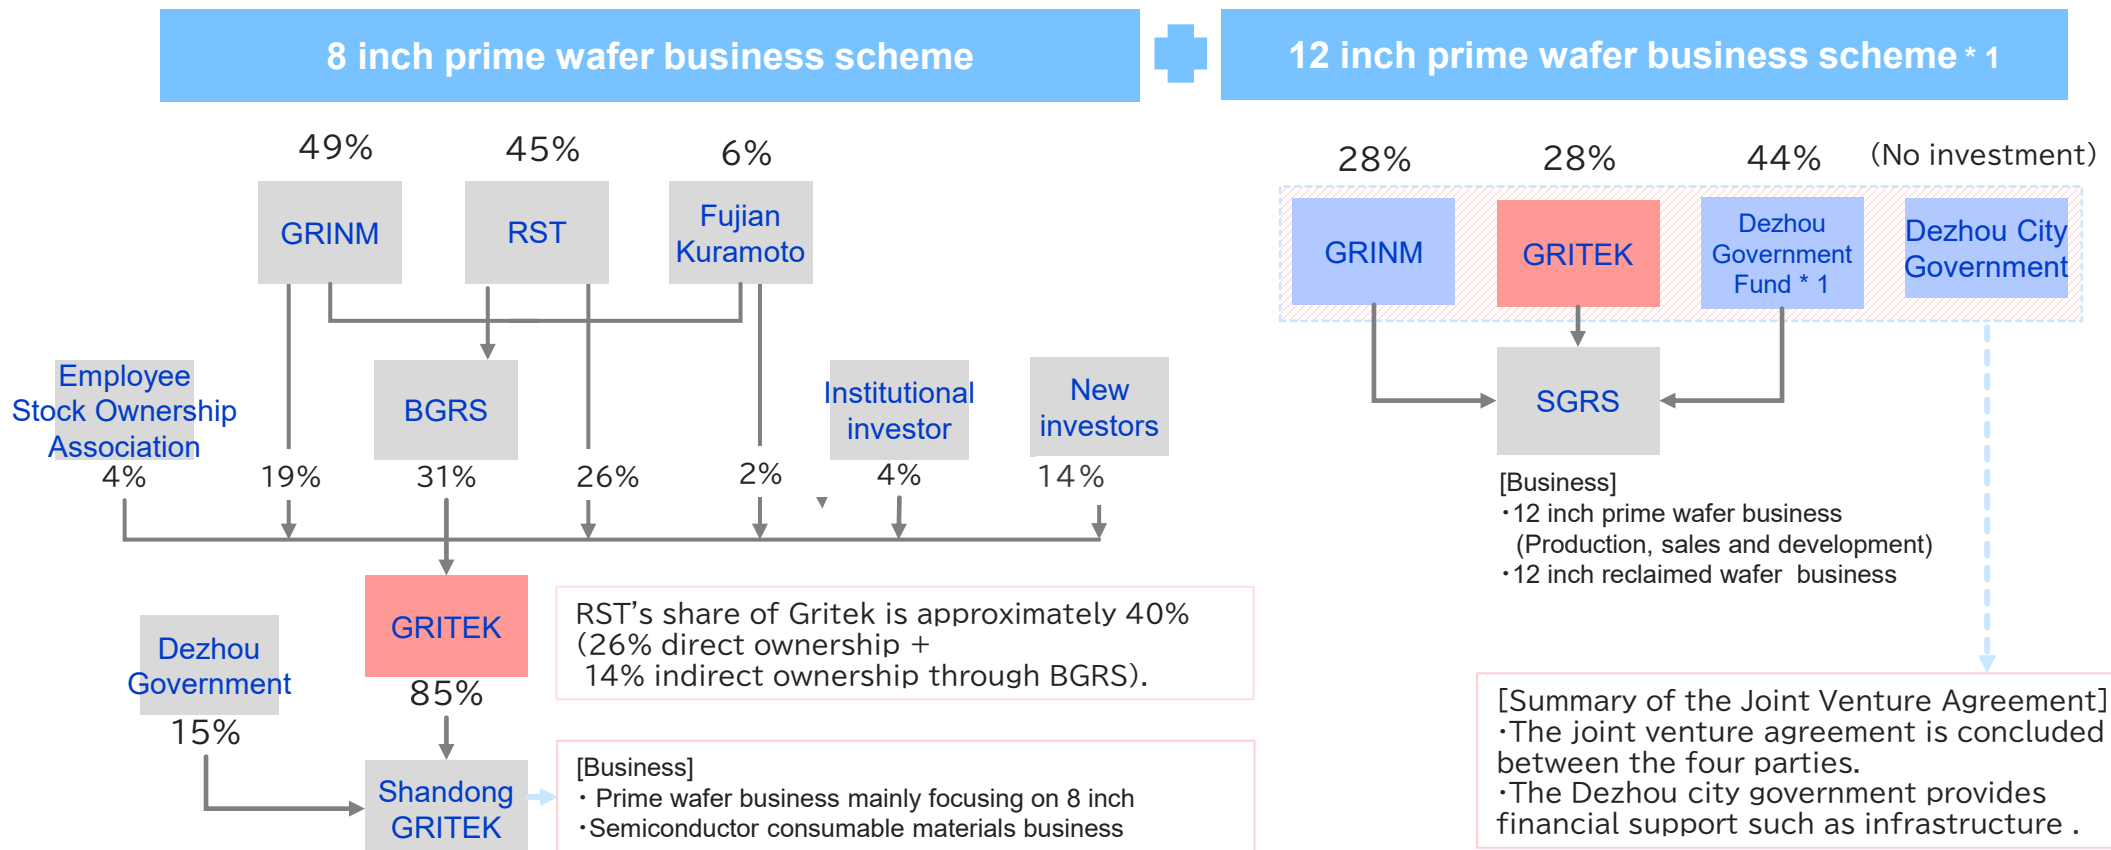 8 inch prime wafer business scheme
12 inch prime wafer business scheme * 1
49%
45%
6%
GRINM
RST
Fujian
Kuramoto
Employee
Stock Ownership
Association
BGRS
Institutional
investor
New
investors
4%
19%
31%
26%
2%
4%
14%
GRITEK
85%
Dezhou
Government
15%
Shandong
GRITEK
RST’s share of Gritek is approximately 40%
(26% direct ownership +
14% indirect ownership through BGRS).
[Business]
・ Prime wafer business mainly focusing on 8 inch
・Semiconductor consumable materials business
28%
28%
44%
(No investment)
GRINM
GRITEK
Dezhou
Government
Fund * 1
Dezhou City
Government
SGRS
[Business]
・12 inch prime wafer business
(Production, sales and development)
・12 inch reclaimed wafer business
[Summary of the Joint Venture Agreement]
・The joint venture agreement is concluded
between the four parties.
・The Dezhou city government provides
financial support such as infrastructure .